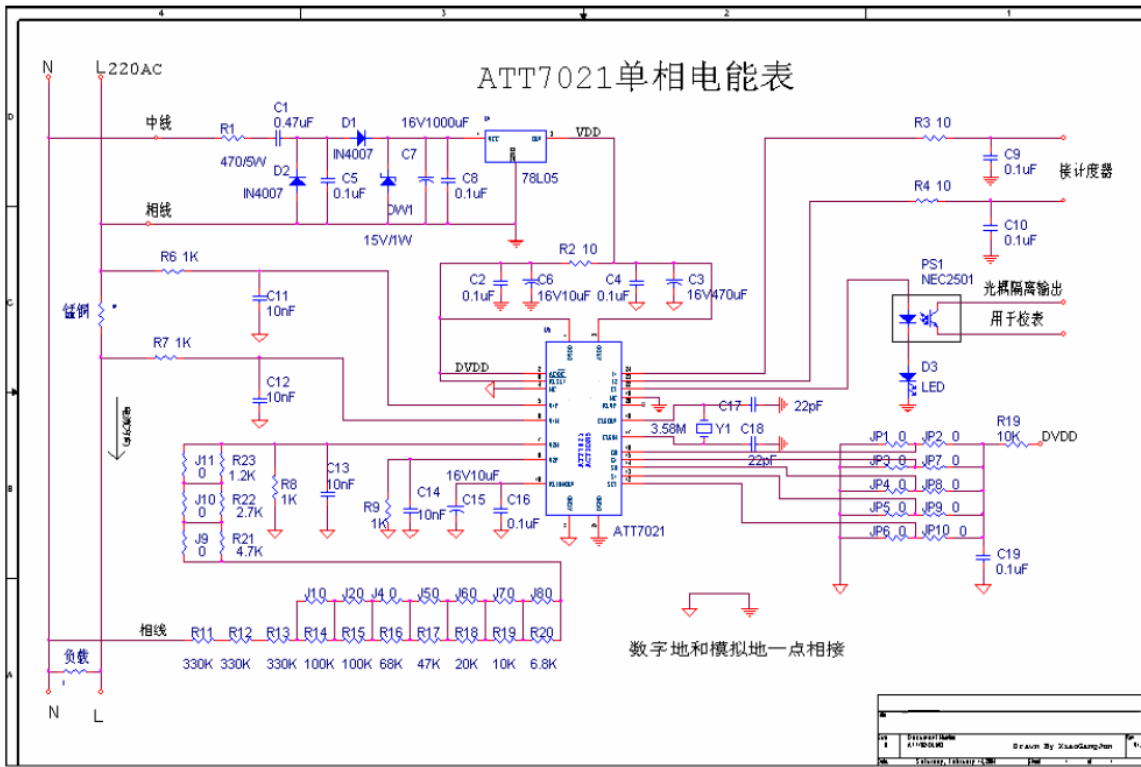 4 3 2 1
N L220AC
ATT7021单相电能表
中线
R1
470/5W
C1
0.47uF
D1
IN4007
16V1000uF
VCC
78L05
VDD
D2
IN4007
C5
0.1uF
DW1
15V/1W
C7
C8
0.1uF
相线
R3 10
C9
0.1uF
接计度器
R4 10
C10
0.1uF
R6 1K
C11
10nF
锰铜
R7 1K
C12
10nF
R2 10
C2
0.1uF
C6
16V10uF
C4
0.1uF
C3
16V470uF
PS1
NEC2501
光耦隔离输出
用于校表
D3
LED
DVDD
C17
22pF
3.58M
Y1
C18
22pF
R19
10K
DVDD
JP1 0 JP2 0
JP3 0 JP7 0
JP4 0 JP8 0
JP5 0 JP9 0
JP6 0 JP10 0
C19
0.1uF
J11
0
R23
1.2K
J10
0
R22
2.7K
J9
0
R21
4.7K
R8
1K
C13
10nF
R9
1K
C14
10nF
16V10uF
C15
C16
0.1uF
ATT7021
J10 J20 J4 0 J50 J60 J70 J80
相线 R11 R12 R13 R14 R15 R16 R17 R18 R19 R20
330K 330K 330K 100K 100K 68K 47K 20K 10K 6.8K
负载
N L
数字地和模拟地一点相接
Drawn By XiaoGangJun